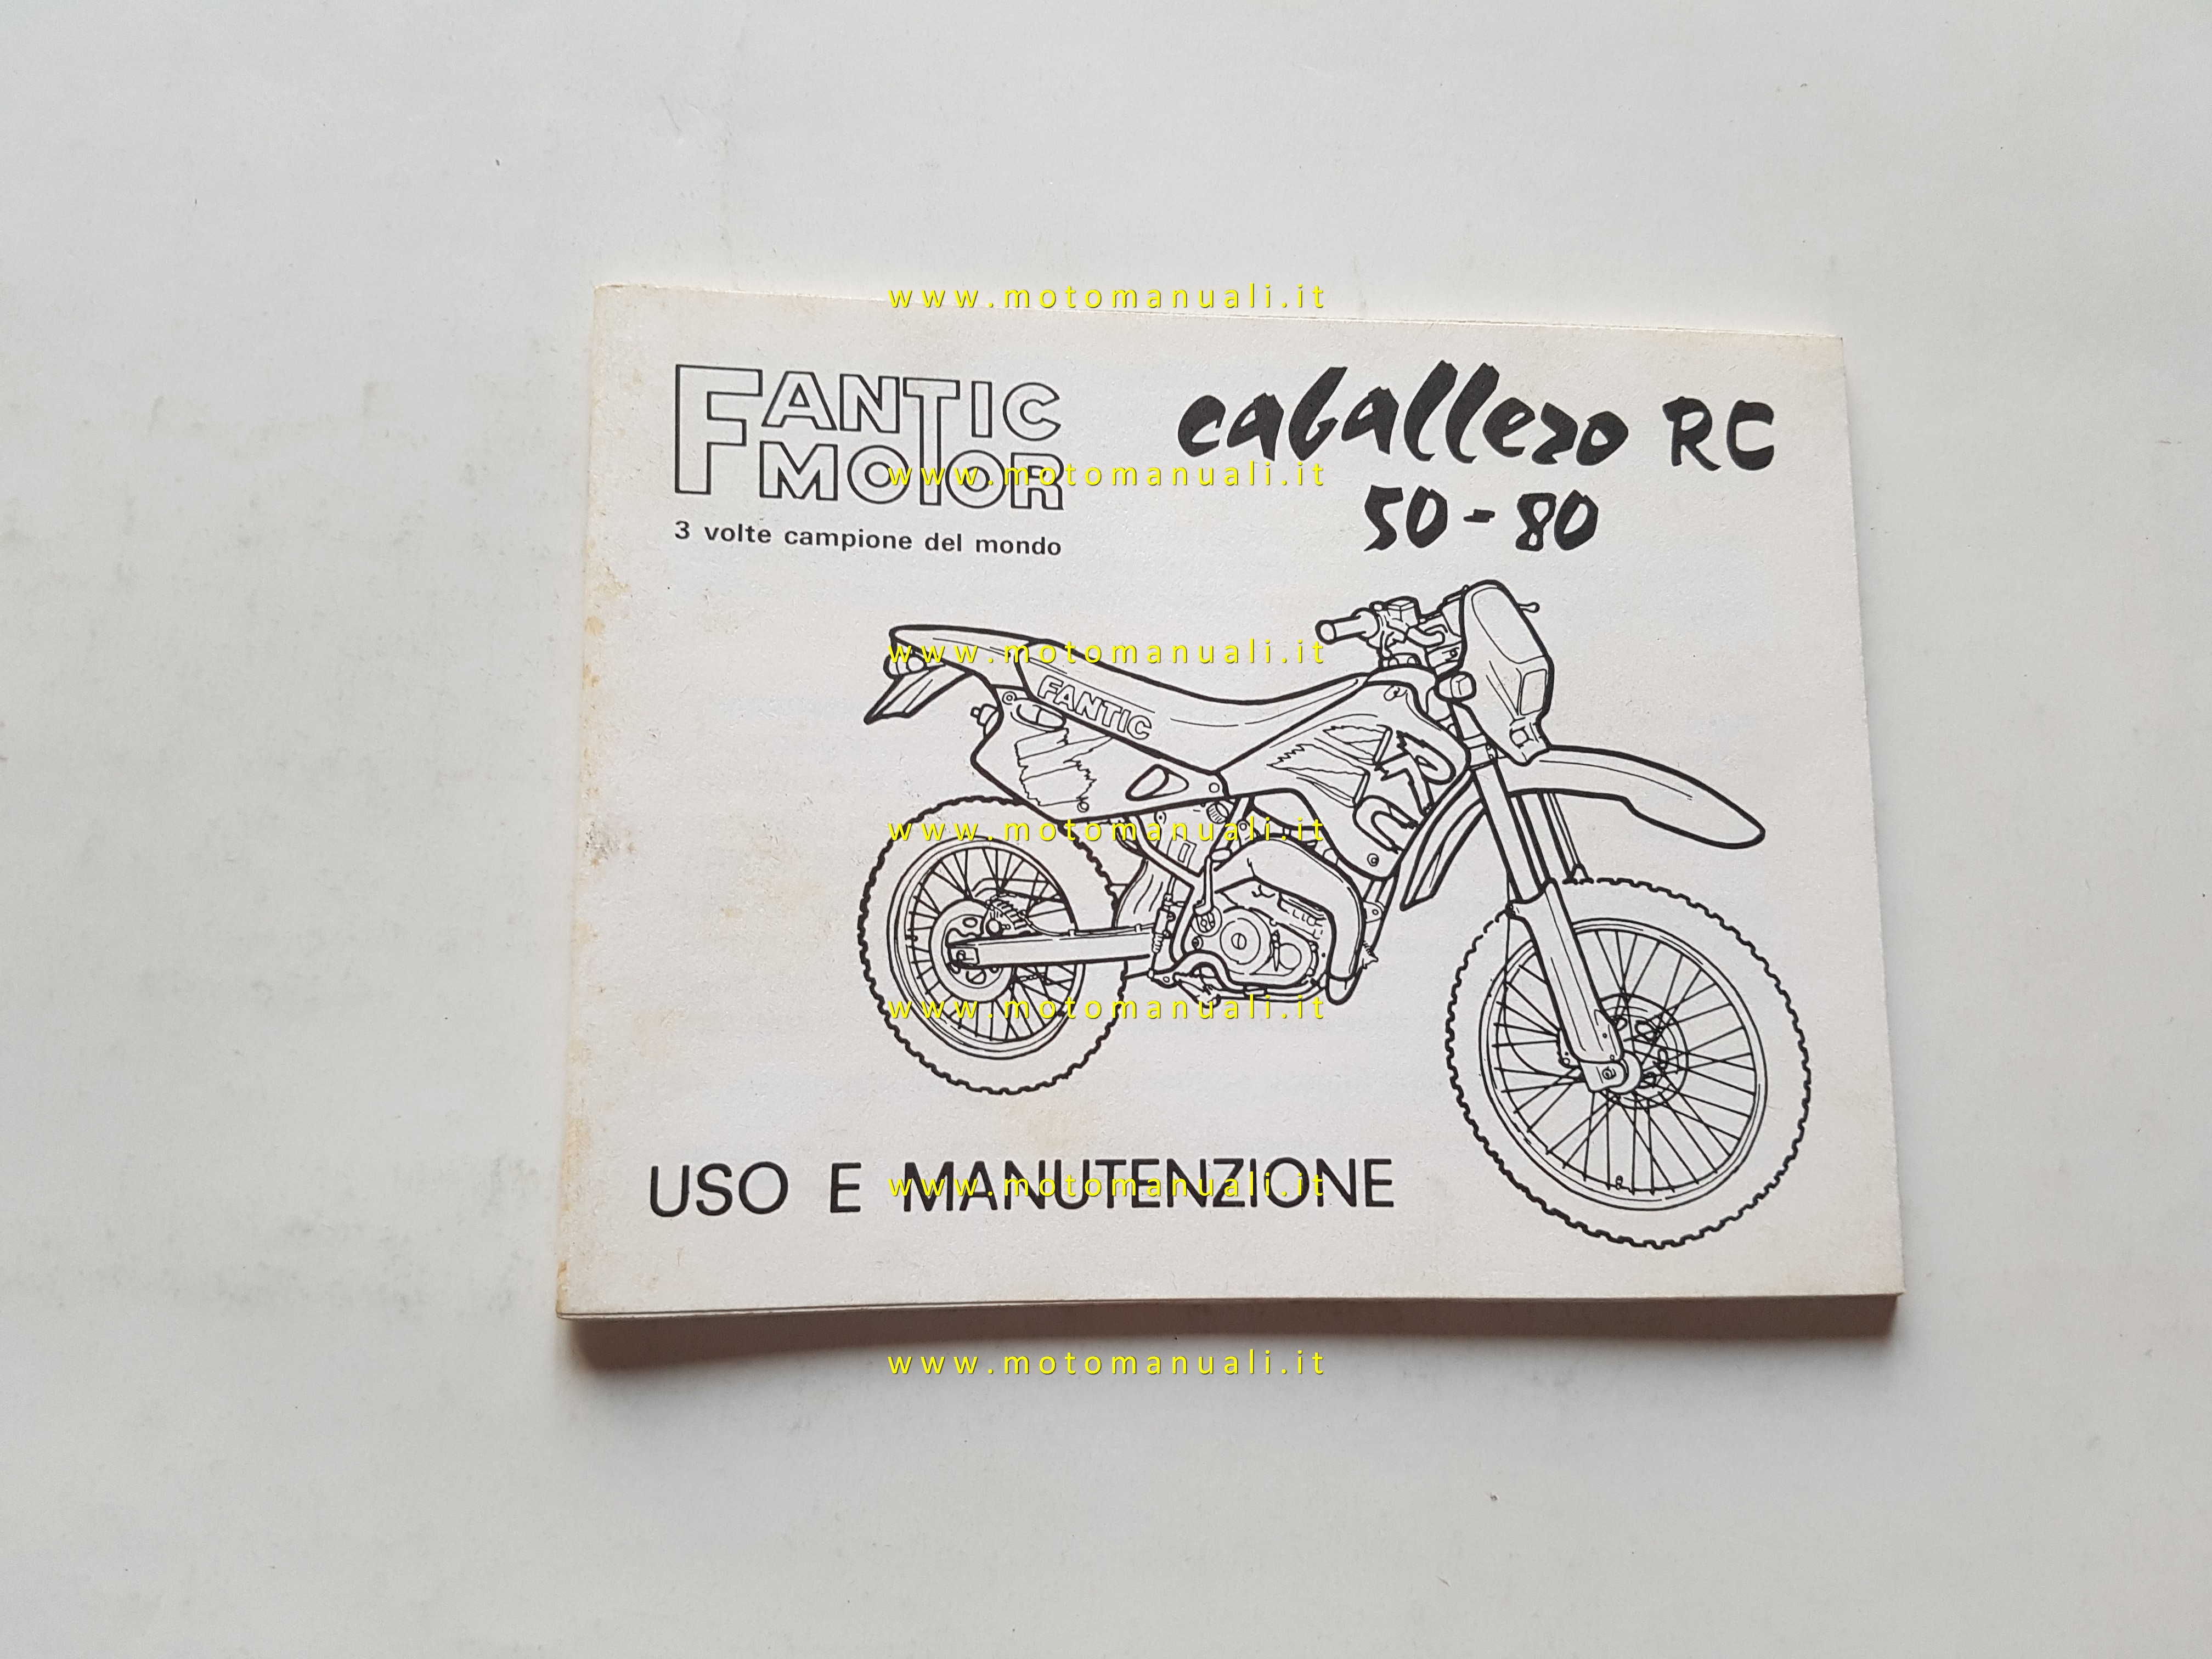 www.motomanuali.it
FANTIC
MOTOR
caballero RC
50-80
www.motomanuali.it
3 volte campione del mondo
www.motomanuali.it
FANTIC
RC
www.motomanuali.it
www.motomanuali.it
USO E MANUTENZIONE
www.motomanuali.it
www.motomanuali.it